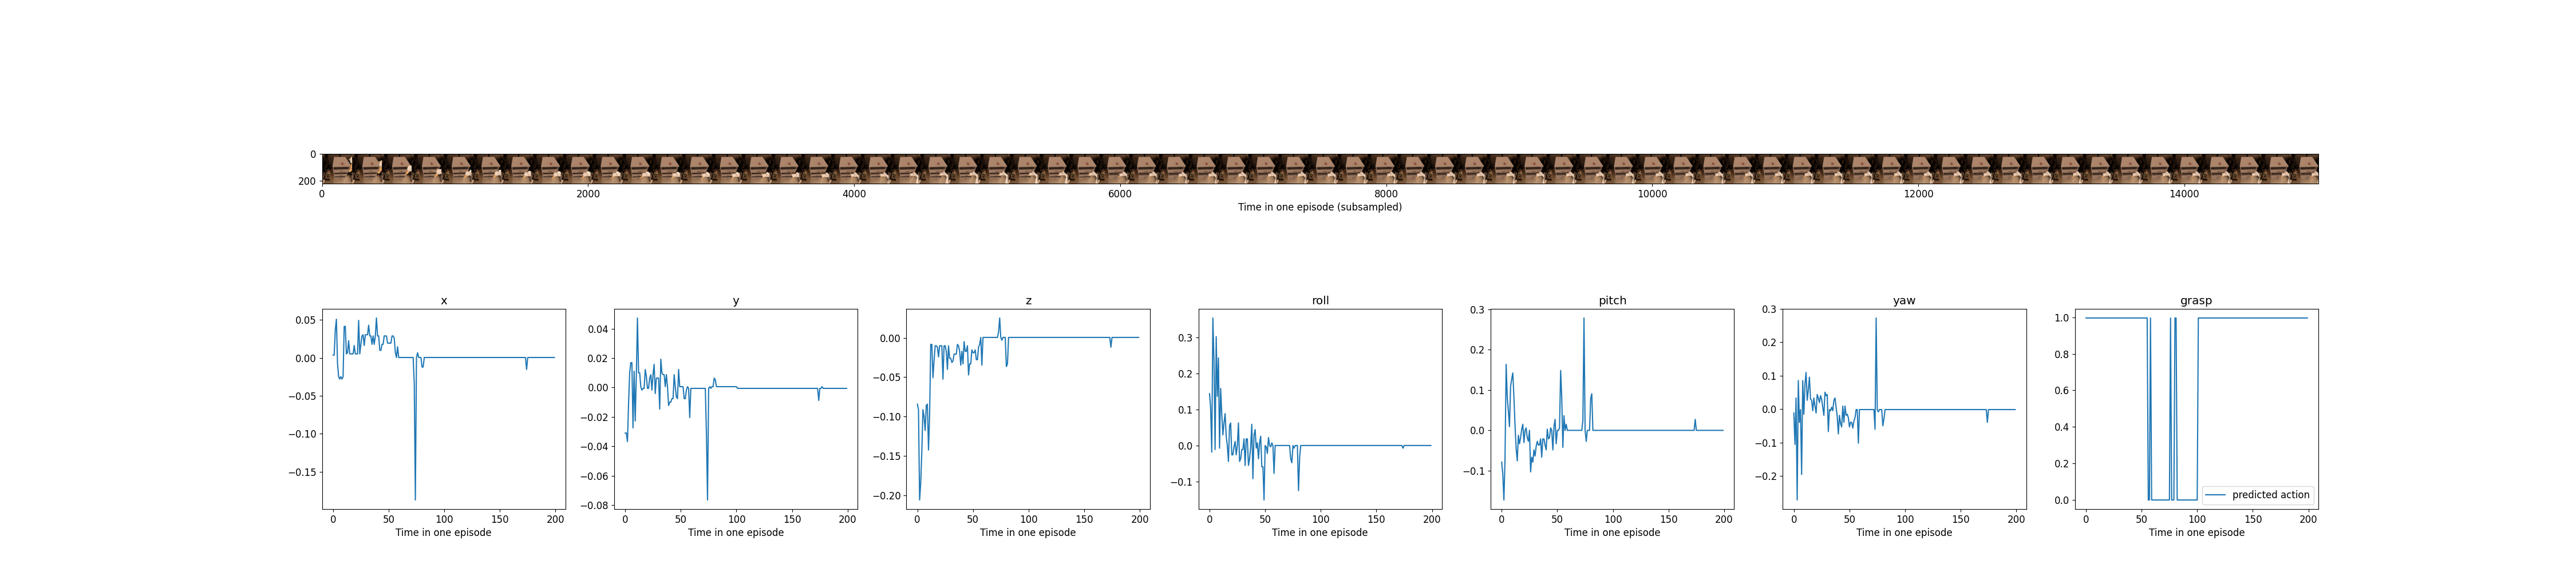 0
200
0 2000 4000 6000 8000 10000 12000 14000
Time in one episode (subsampled)
x
0.05
0.00
−0.05
−0.10
−0.15
0 50 100 150 200
Time in one episode
y
0.04
0.02
0.00
−0.02
−0.04
−0.06
−0.08
0 50 100 150 200
Time in one episode
z
0.00
−0.05
−0.10
−0.15
−0.20
0 50 100 150 200
Time in one episode
roll
0.3
0.2
0.1
0.0
−0.1
0 50 100 150 200
Time in one episode
pitch
0.3
0.2
0.1
0.0
−0.1
0 50 100 150 200
Time in one episode
yaw
0.3
0.2
0.1
0.0
−0.1
−0.2
0 50 100 150 200
Time in one episode
grasp
1.0
0.8
0.6
0.4
0.2
0.0
predicted action
0 50 100 150 200
Time in one episode